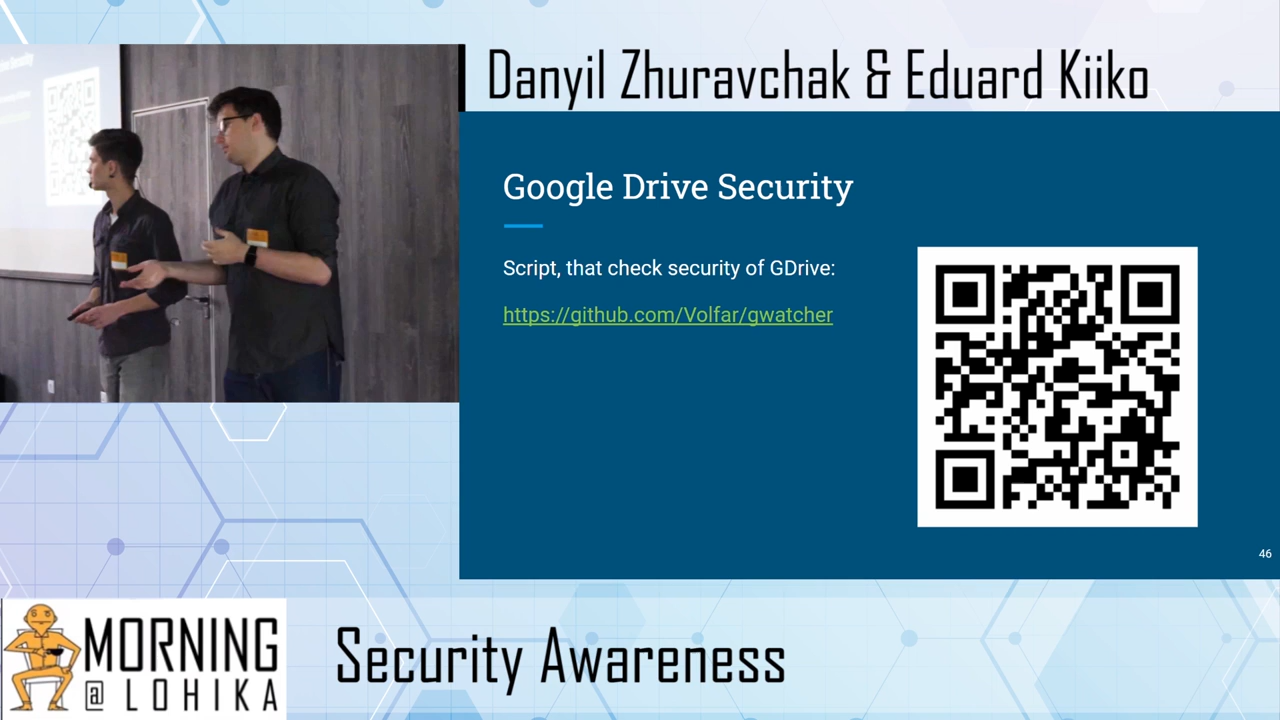 Danyil Zhuravchak & Eduard Kiiko
Google Drive Security
Script, that check security of GDrive:
https://github.com/Volfar/gwatcher
46
MORNING
@ LOHIKA
Security Awareness